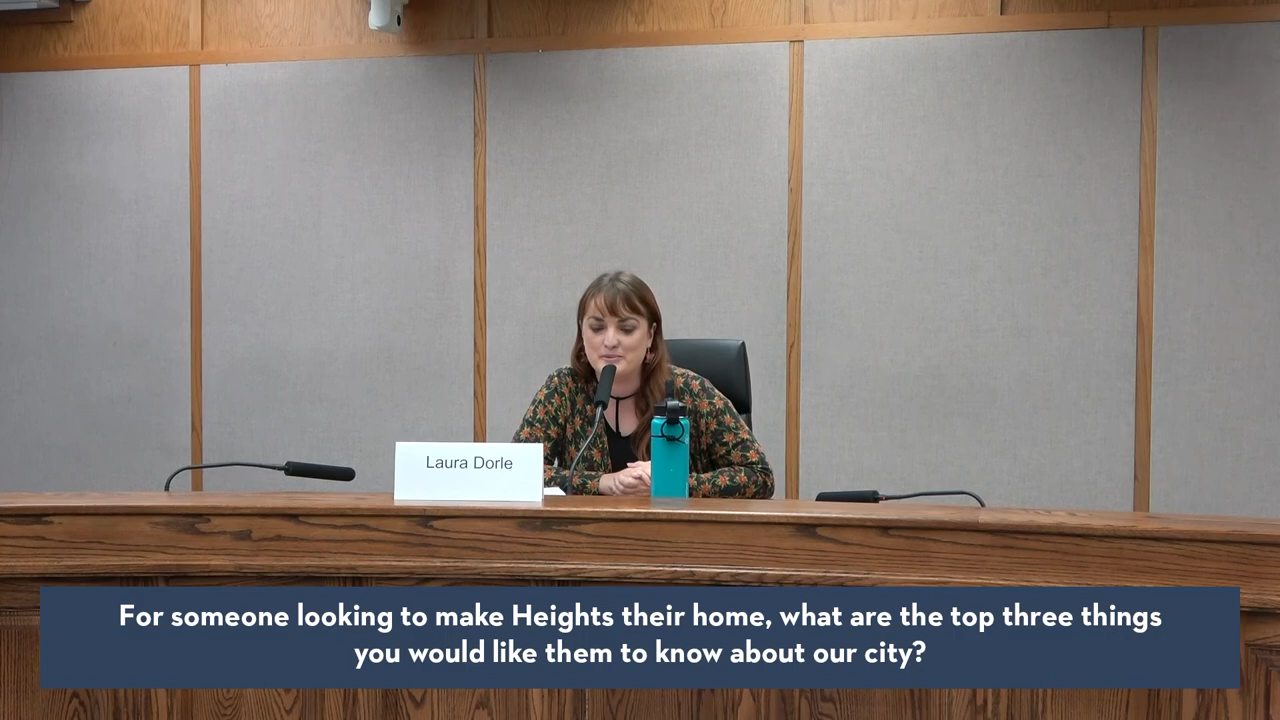 Laura Dorle
For someone looking to make Heights their home, what are the top three things
you would like them to know about our city?